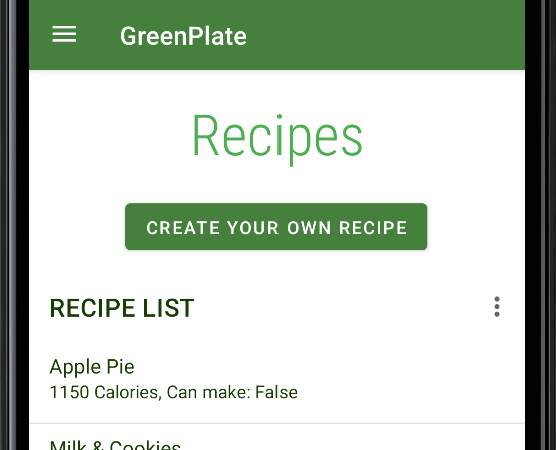 GreenPlate
Recipes
CREATE YOUR OWN RECIPE
RECIPE LIST
Apple Pie
1150 Calories, Can make: False
Milk & Cookies